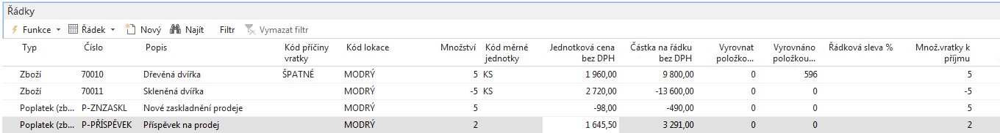 Řádky
Funkce Řádek Nový Najít Filtr Vymazat filtr
Typ Číslo Popis Kód příčiny vratky Kód lokace Množství Kód měrné jednotky Jednotková cena bez DPH Částka na řádku bez DPH Vyrovnat položko... Vyrovnáno položkou... Řádková sleva % Množ.vratky k příjmu
Zboží 70010 Dřevěná dvířka ŠPATNÉ MODRÝ 5 KS 1 960,00 9 800,00 0 596 5
Zboží 70011 Skleněná dvířka MODRÝ -5 KS 2 720,00 -13 600,00 0 0 -5
Poplatek (zb... P-ZNZASKL Nové zaskladnění prodeje MODRÝ 5 -98,00 -490,00 0 0 5
Poplatek (zb... P-PŘÍSPĚVEK Příspěvek na prodej MODRÝ 2 1 645,50 3 291,00 0 0 2